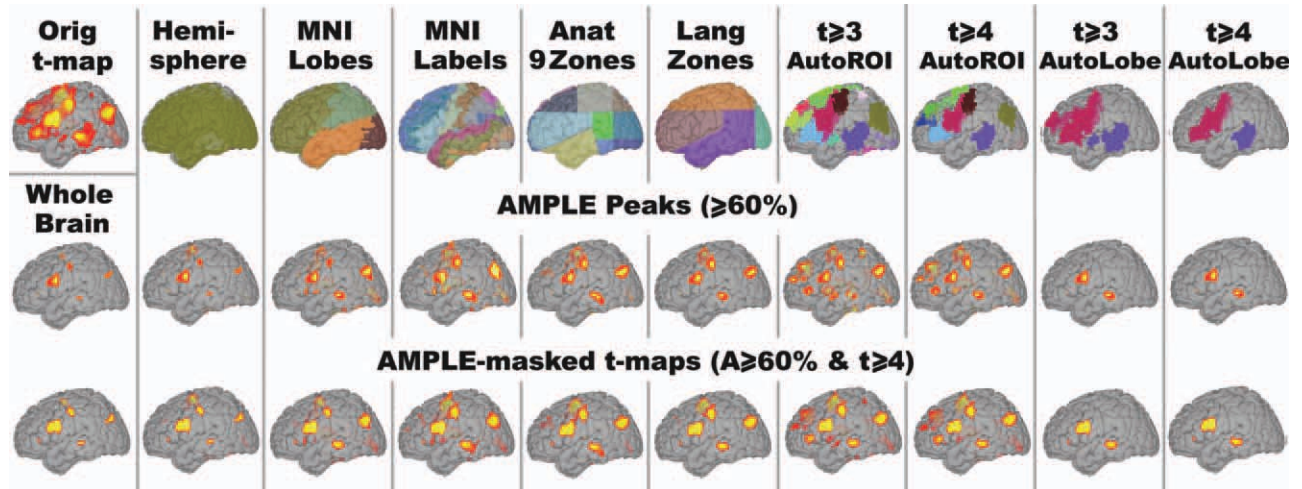 Orig
t-map
Hemi-
sphere
MNI
Lobes
MNI
Labels
Anat
9 Zones
Lang
Zones
t⩾3
AutoROI
t⩾4
AutoROI
t⩾3
AutoLobe
t⩾4
AutoLobe
Whole
Brain
AMPLE Peaks (⩾60%)
AMPLE-masked t-maps (A⩾60% & t⩾4)